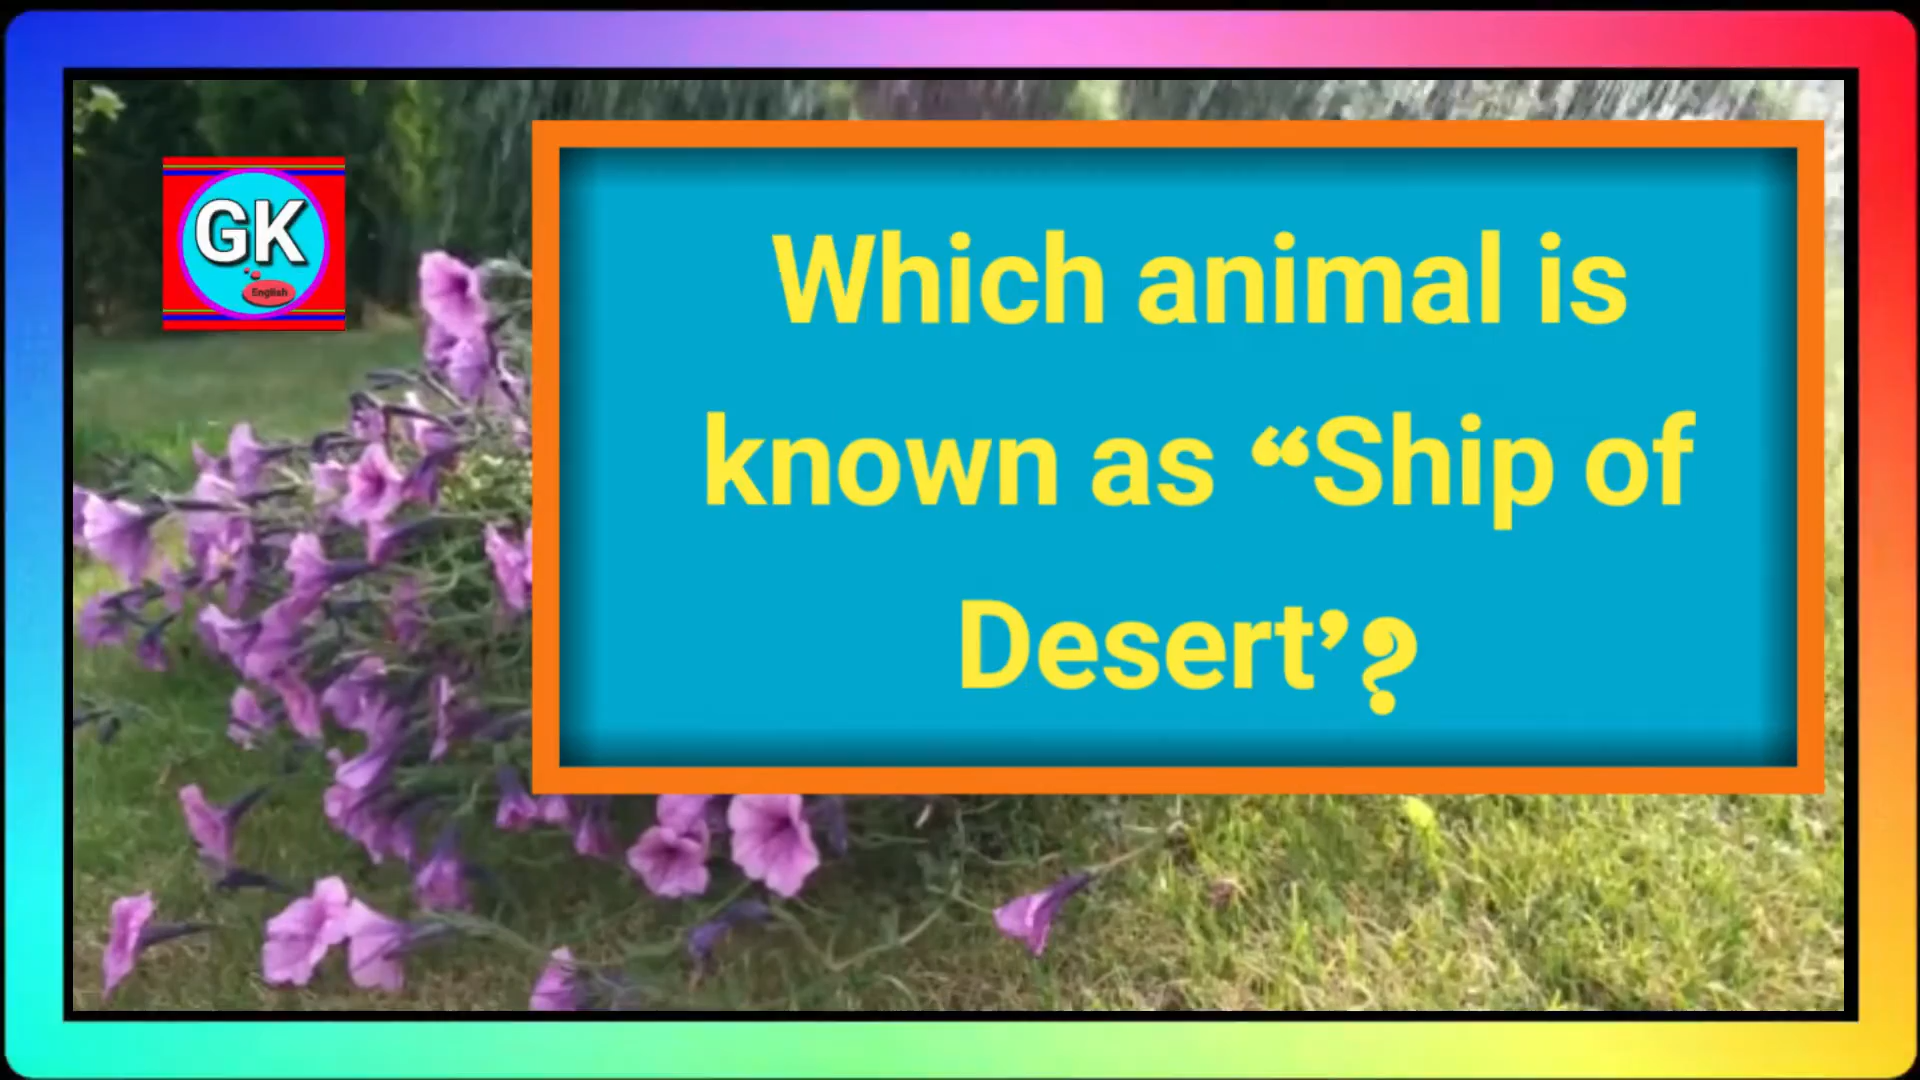 GK
English
Which animal is
known as “Ship of
Desert’?